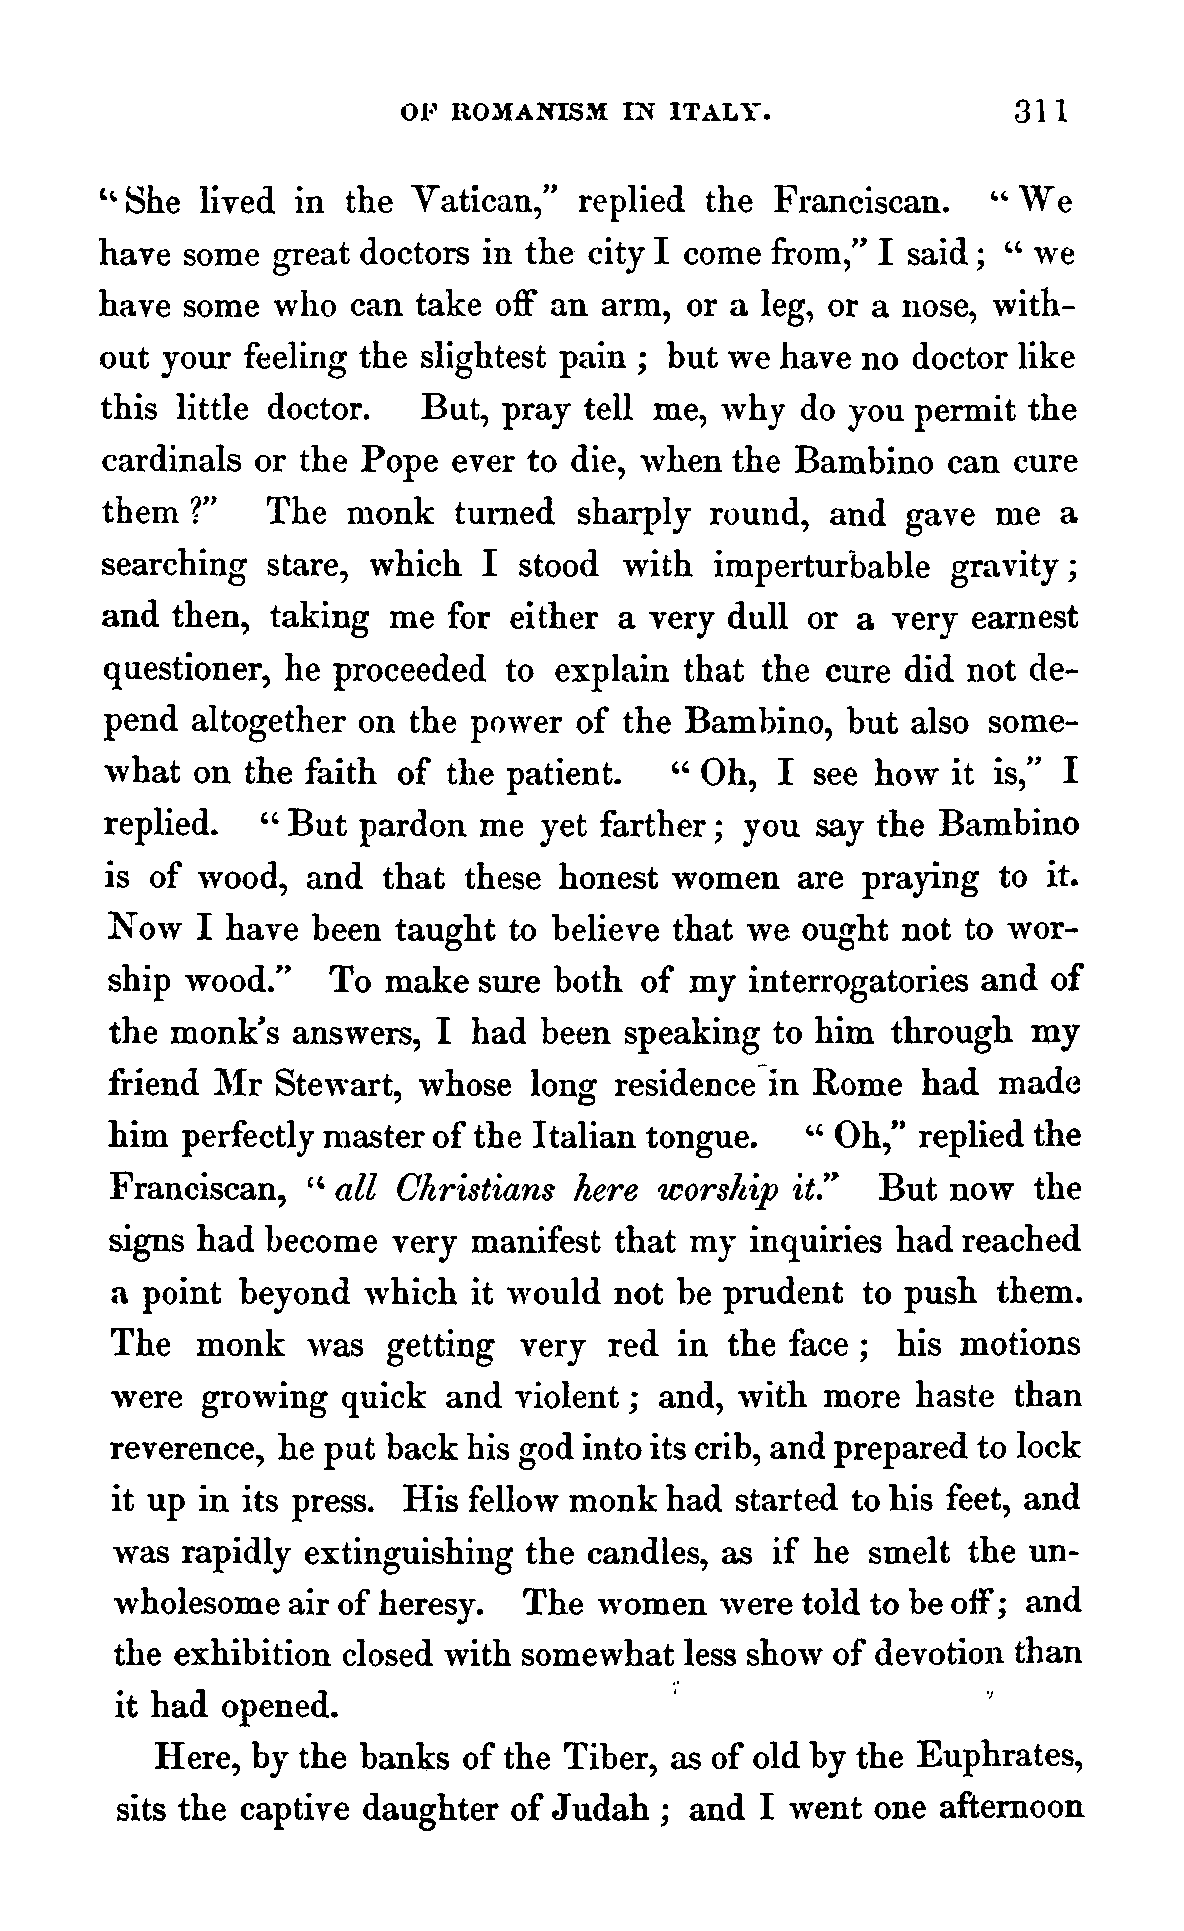 OF ROMANISM IN ITALY. 311
“She lived in the Vatican,” replied the Franciscan. “We
have some great doctors in the city I come from,” I said; “we
have some who can take off an arm, or a leg, or a nose, with-
out your feeling the slightest pain; but we have no doctor like
this little doctor. But, pray tell me, why do you permit the
cardinals or the Pope ever to die, when the Bambino can cure
them?” The monk turned sharply round, and gave me a
searching stare, which I stood with imperturbable gravity;
and then, taking me for either a very dull or a very earnest
questioner, he proceeded to explain that the cure did not de-
pend altogether on the power of the Bambino, but also some-
what on the faith of the patient. “Oh, I see how it is,” I
replied. “But pardon me yet farther; you say the Bambino
is of wood, and that these honest women are praying to it.
Now I have been taught to believe that we ought not to wor-
ship wood.” To make sure both of my interrogatories and of
the monk's answers, I had been speaking to him through my
friend Mr Stewart, whose long residence in Rome had made
him perfectly master of the Italian tongue. “Oh,” replied the
Franciscan, “all Christians here worship it.” But now the
signs had become very manifest that my inquiries had reached
a point beyond which it would not be prudent to push them.
The monk was getting very red in the face; his motions
were growing quick and violent; and, with more haste than
reverence, he put back his god into its crib, and prepared to lock
it up in its press. His fellow monk had started to his feet, and
was rapidly extinguishing the candles, as if he smelt the un-
wholesome air of heresy. The women were told to be off; and
the exhibition closed with somewhat less show of devotion than
it had opened.
Here, by the banks of the Tiber, as of old by the Euphrates,
sits the captive daughter of Judah; and I went one afternoon